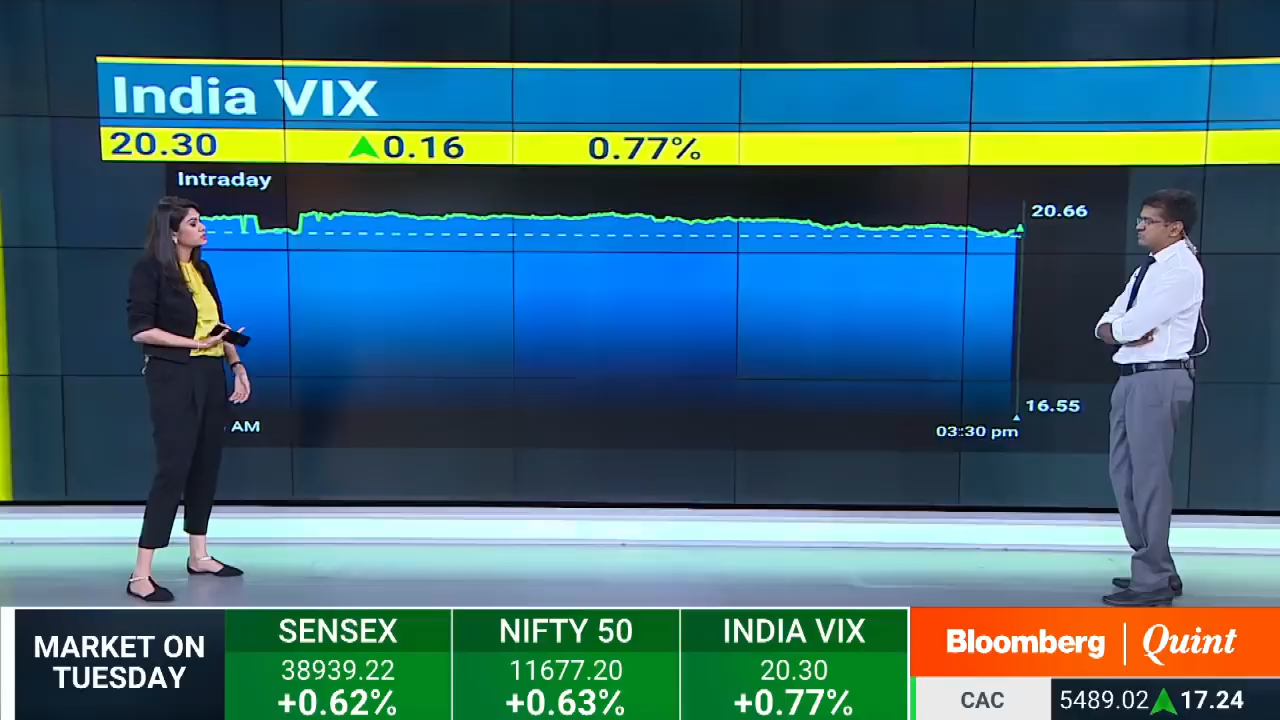 India VIX
20.30 ▲0.16 0.77%
Intraday
20.66
16.55
AM
03:30 pm
MARKET ON
TUESDAY
SENSEX
38939.22
+0.62%
NIFTY 50
11677.20
+0.63%
INDIA VIX
20.30
+0.77%
Bloomberg | Quint
CAC 5489.02 ▲ 17.24